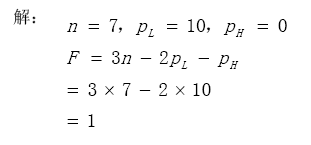 解：
n = 7，p_L = 10，p_H = 0
F = 3n − 2p_L − p_H
= 3 × 7 − 2 × 10
= 1